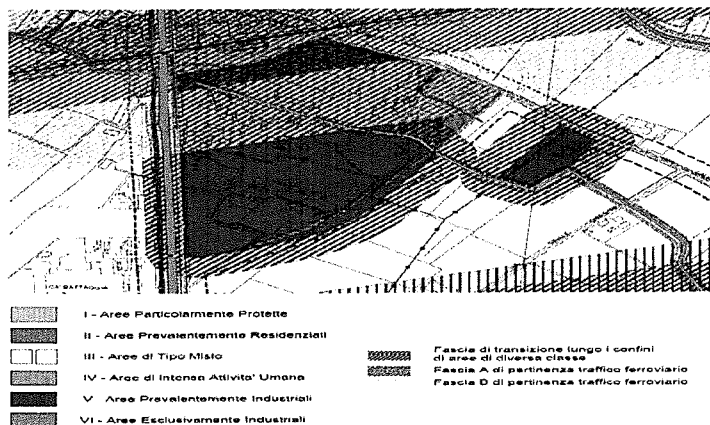 CA' BATTAGLIA
I - Aree Particolarmente Protette
II - Aree Prevalentemente Residenziali
III - Aree di Tipo Misto
IV - Aree di Intensa Attivita' Umana
V - Aree Prevalentemente Industriali
VI - Aree Esclusivamente Industriali
Fascia di transizione lungo i confini
di aree di diversa classe
Fascia A di pertinenza traffico ferroviario
Fascia D di pertinenza traffico ferroviario